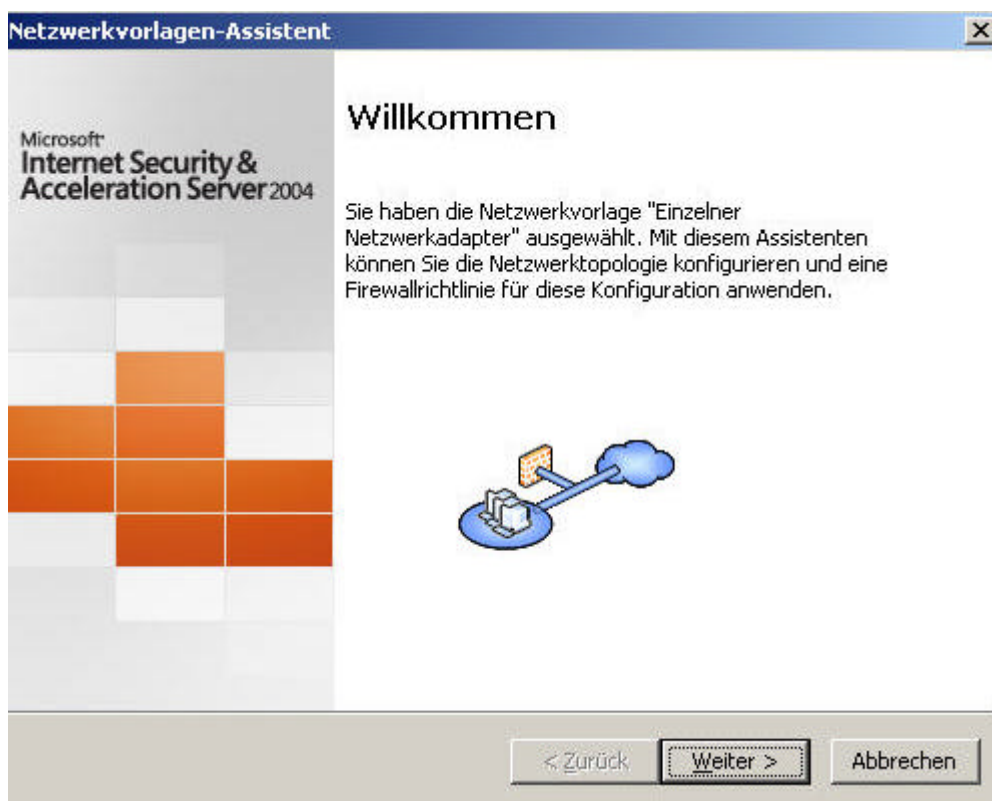 Netzwerkvorlagen-Assistent
Microsoft
Internet Security &
Acceleration Server 2004
Willkommen
Sie haben die Netzwerkvorlage "Einzelner
Netzwerkadapter" ausgewählt. Mit diesem Assistenten
können Sie die Netzwerktopologie konfigurieren und eine
Firewallrichtlinie für diese Konfiguration anwenden.
< Zurück
Weiter >
Abbrechen